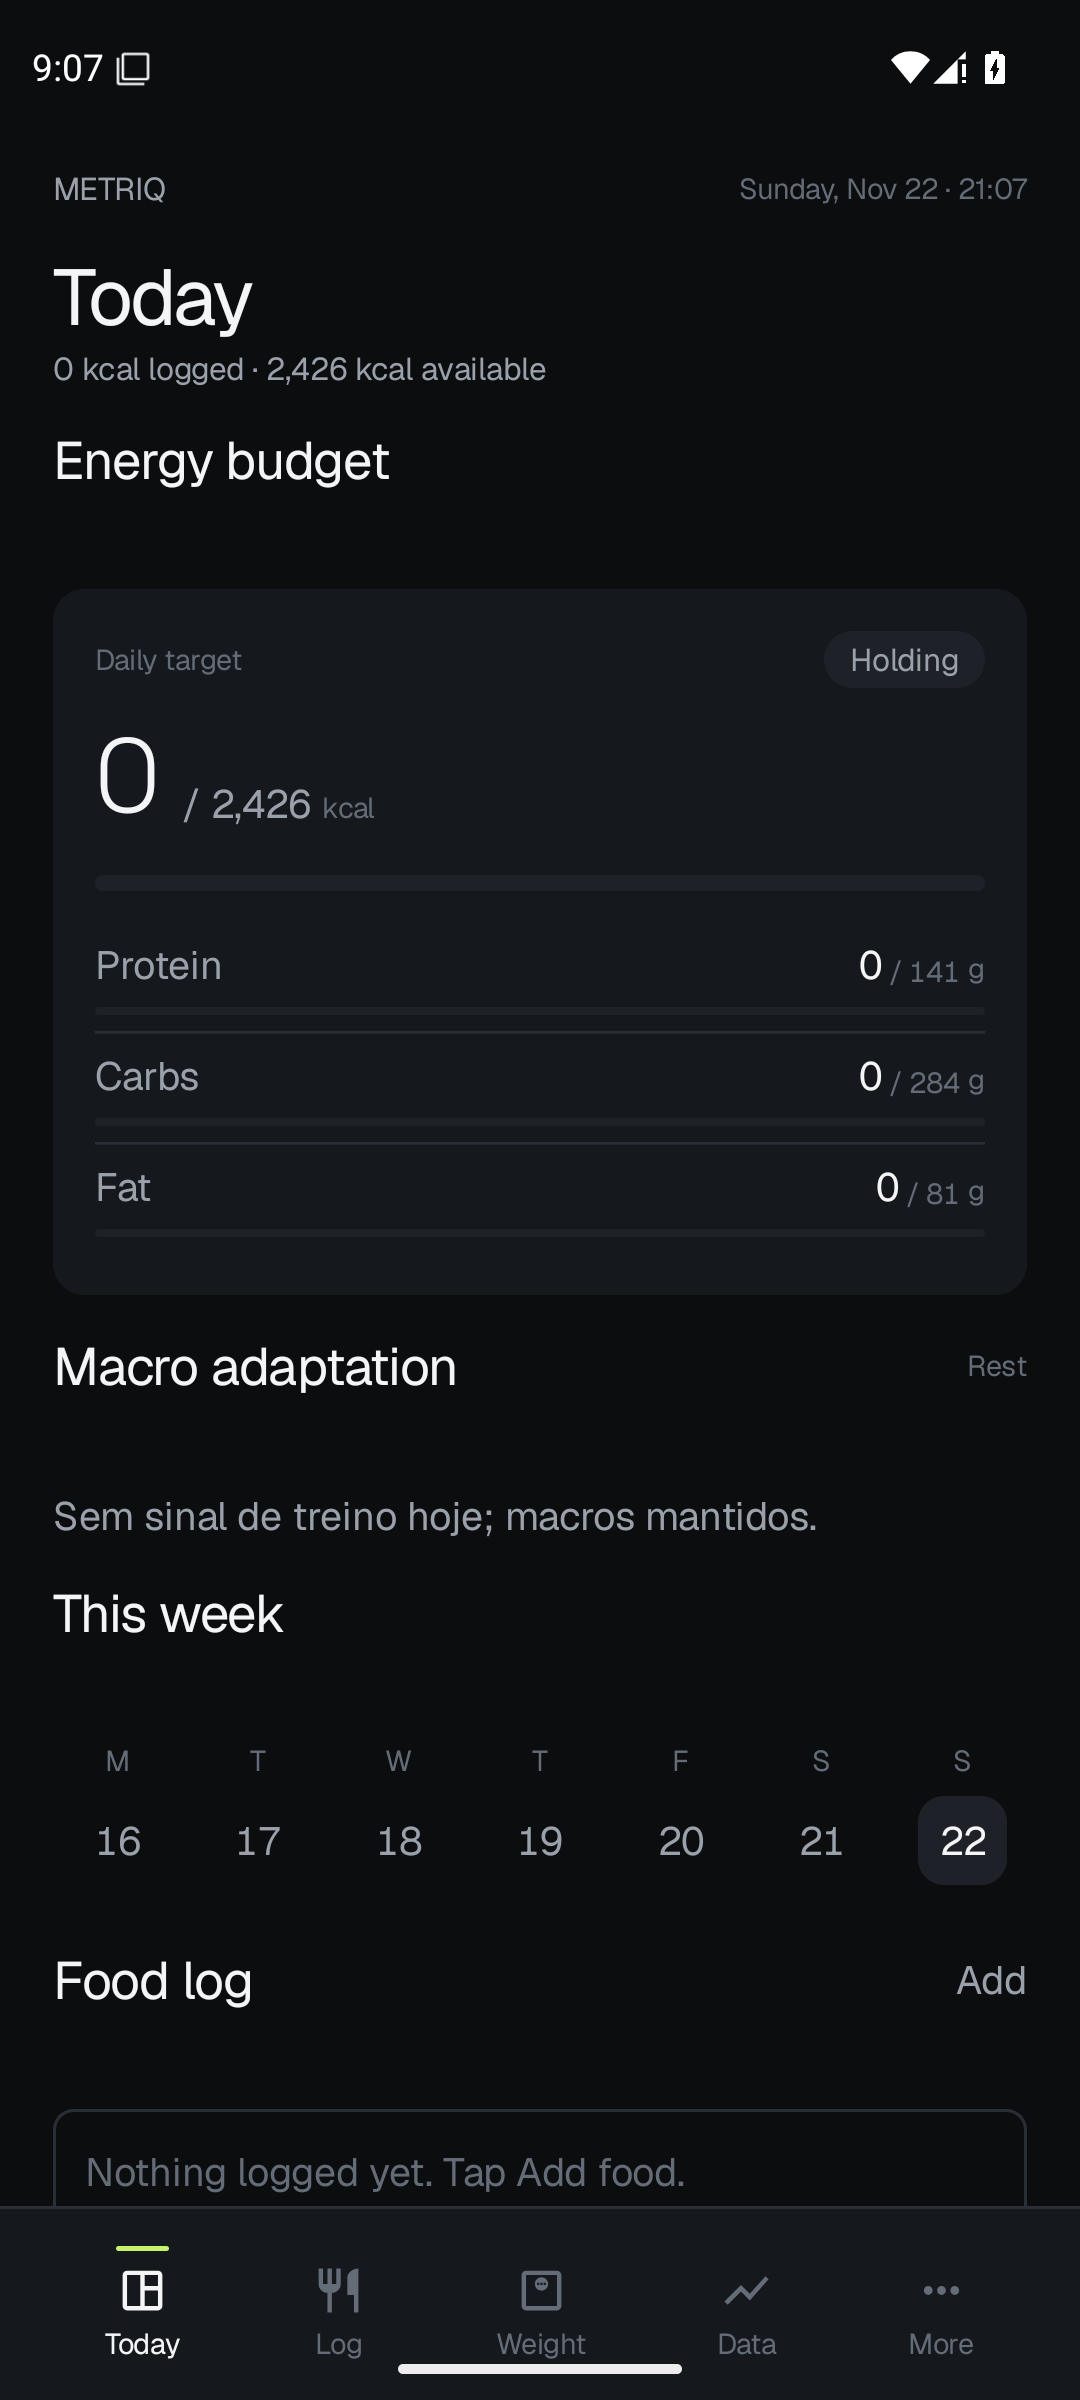 9:07
METRIQ
Sunday, Nov 22 · 21:07
Today
0 kcal logged · 2,426 kcal available
Energy budget
Daily target
Holding
0 / 2,426 kcal
Protein
0 / 141 g
Carbs
0 / 284 g
Fat
0 / 81 g
Macro adaptation
Rest
Sem sinal de treino hoje; macros mantidos.
This week
M T W T F S S
16 17 18 19 20 21 22
Food log
Add
Nothing logged yet. Tap Add food.
Today
Log
Weight
Data
More